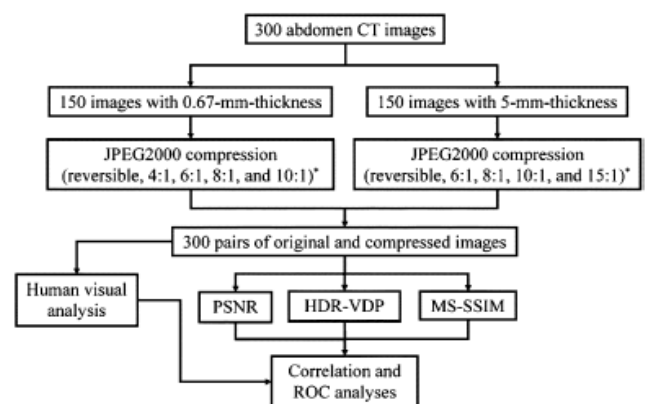 300 abdomen CT images
150 images with 0.67-mm-thickness
150 images with 5-mm-thickness
JPEG2000 compression
(reversible, 4:1, 6:1, 8:1, and 10:1)*
JPEG2000 compression
(reversible, 6:1, 8:1, 10:1, and 15:1)*
300 pairs of original and compressed images
Human visual
analysis
PSNR
HDR-VDP
MS-SSIM
Correlation and
ROC analyses